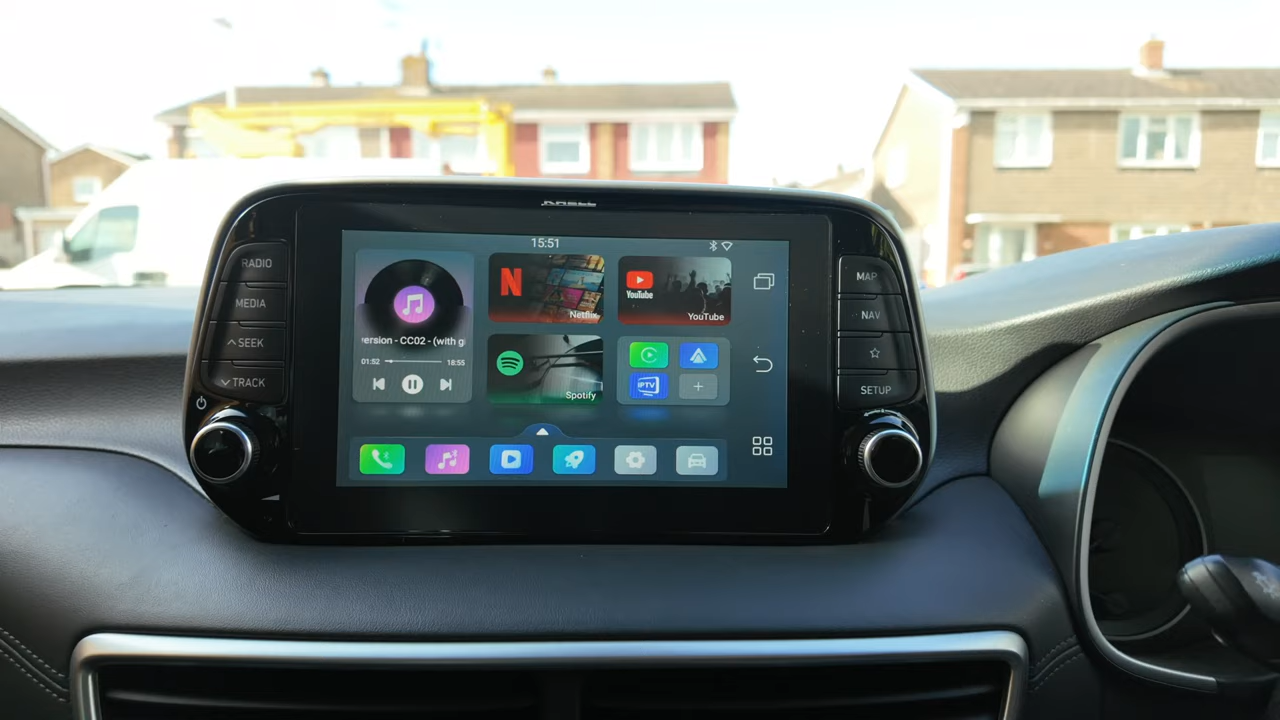 15:51
RADIO
MEDIA
SEEK
TRACK
ersion - CC02 - (with g
01:52
18:55
N
Netflix
YouTube
YouTube
Spotify
IPTV
MAP
NAV
SETUP